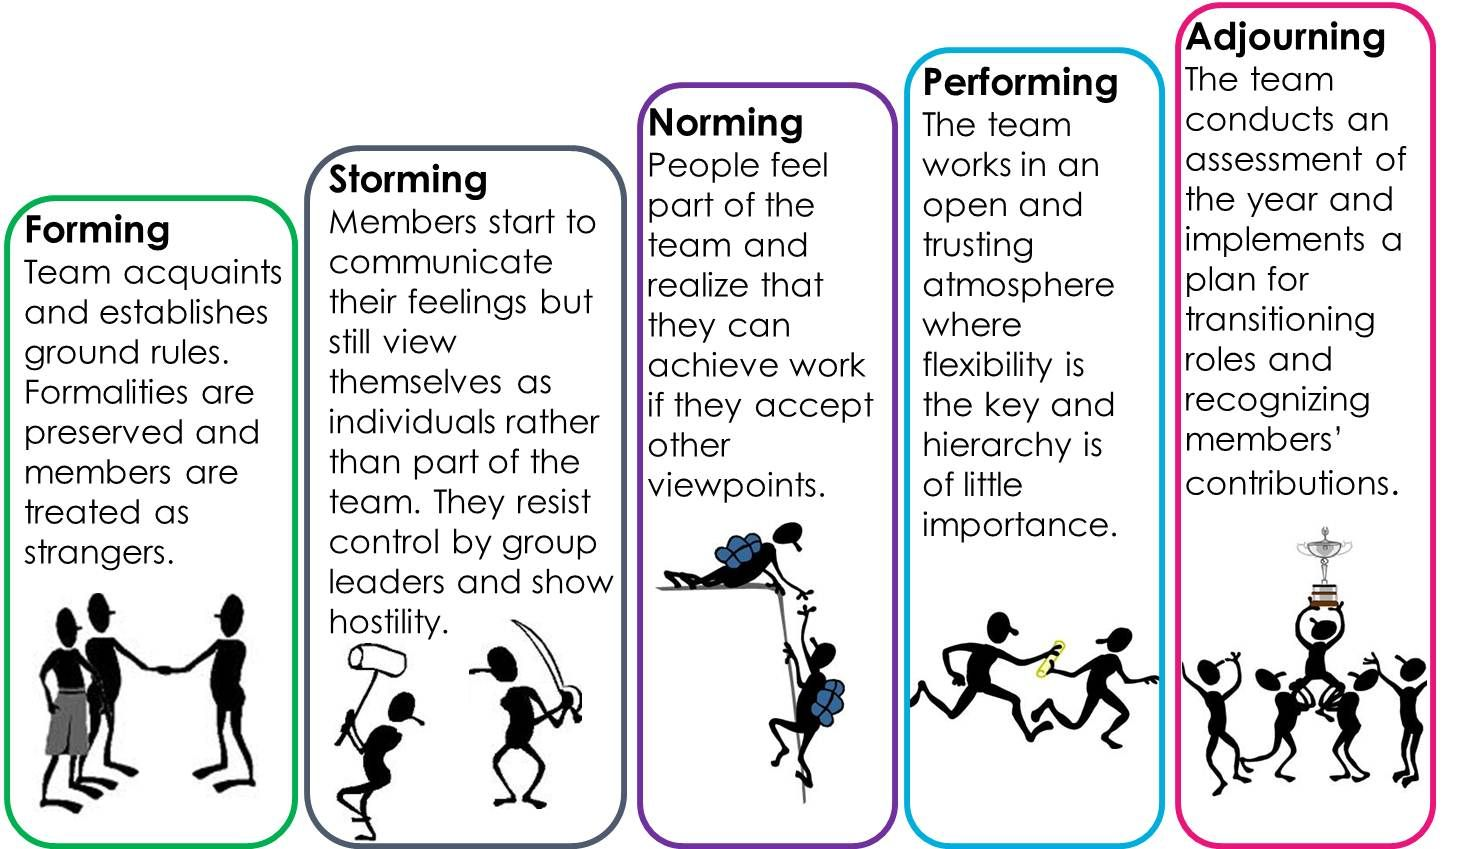 Forming
Team acquaints
and establishes
ground rules.
Formalities are
preserved and
members are
treated as
strangers.
Storming
Members start to
communicate
their feelings but
still view
themselves as
individuals rather
than part of the
team. They resist
control by group
leaders and show
hostility.
Norming
People feel
part of the
team and
realize that
they can
achieve work
if they accept
other
viewpoints.
Performing
The team
works in an
open and
trusting
atmosphere
where
flexibility is
the key and
hierarchy is
of little
importance.
Adjourning
The team
conducts an
assessment of
the year and
implements a
plan for
transitioning
roles and
recognizing
members’
contributions.